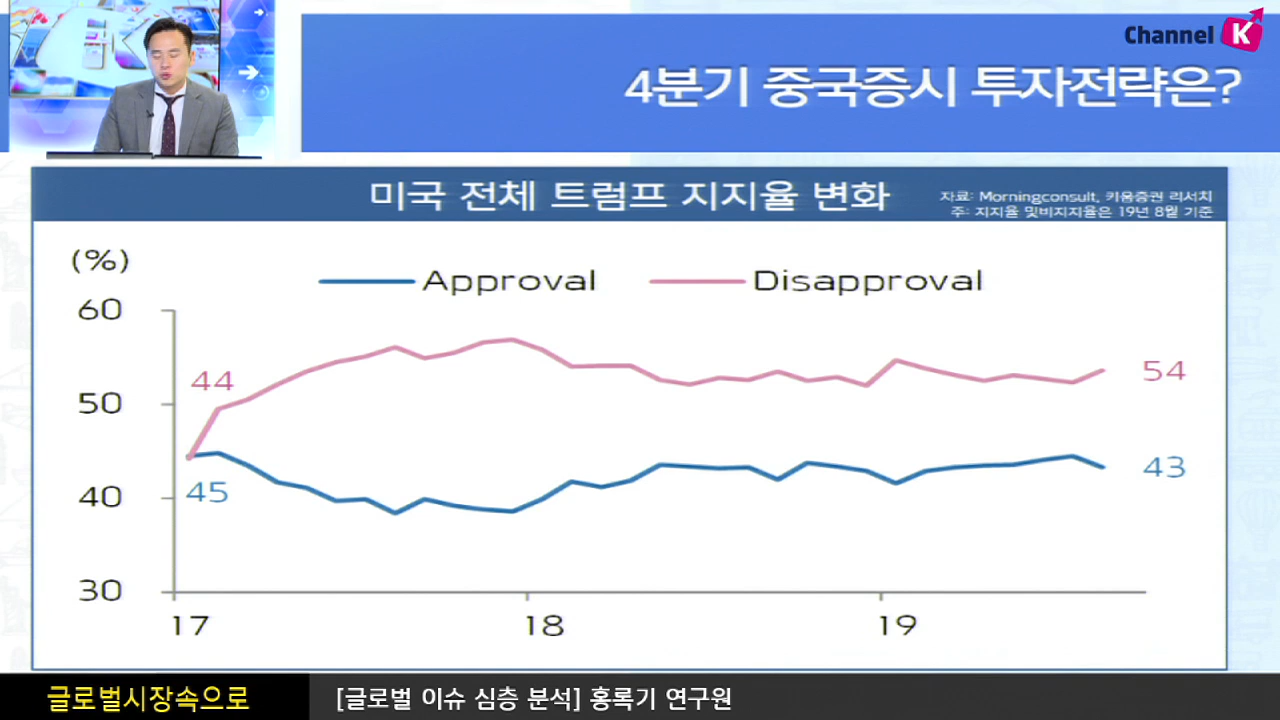 Channel K
4분기 중국증시 투자전략은?
미국 전체 트럼프 지지율 변화
자료: Morningconsult, 키움증권 리서치
주: 지지율 및비지지율은 19년 8월 기준
(%)
Approval
Disapproval
60
50
40
30
44
45
54
43
17
18
19
글로벌시장속으로
[글로벌 이슈 심층 분석] 홍록기 연구원